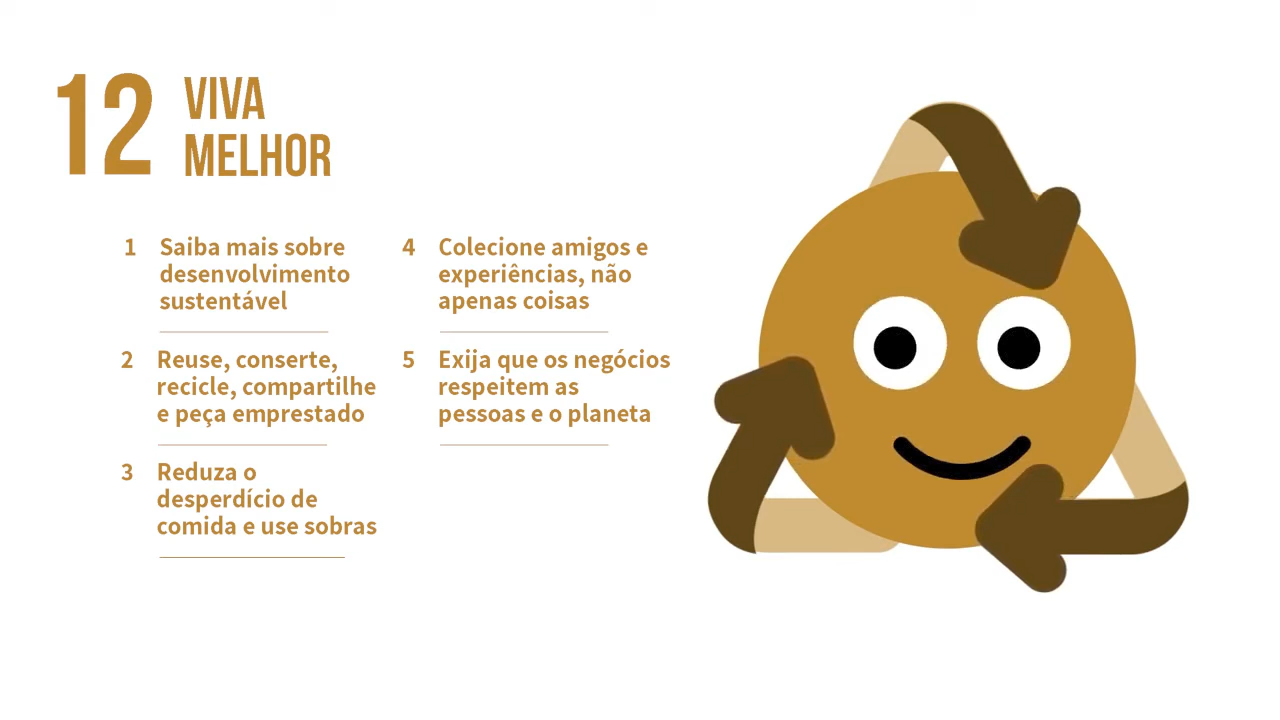 12
VIVA
MELHOR
1 Saiba mais sobre
desenvolvimento
sustentável
2 Reuse, conserte,
recicle, compartilhe
e peça emprestado
3 Reduza o
desperdício de
comida e use sobras
4 Colecione amigos e
experiências, não
apenas coisas
5 Exija que os negócios
respeitem as
pessoas e o planeta